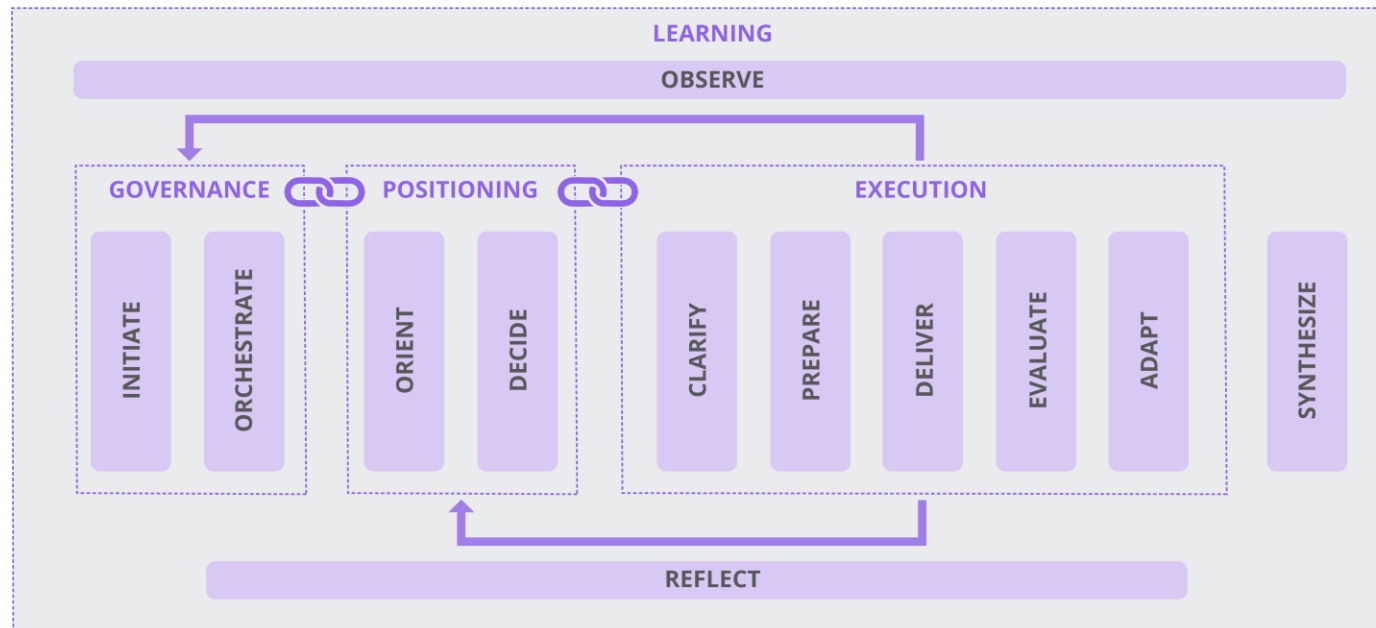 LEARNING
OBSERVE
GOVERNANCE
POSITIONING
EXECUTION
INITIATE
ORCHESTRATE
ORIENT
DECIDE
CLARIFY
PREPARE
DELIVER
EVALUATE
ADAPT
SYNTHESIZE
REFLECT